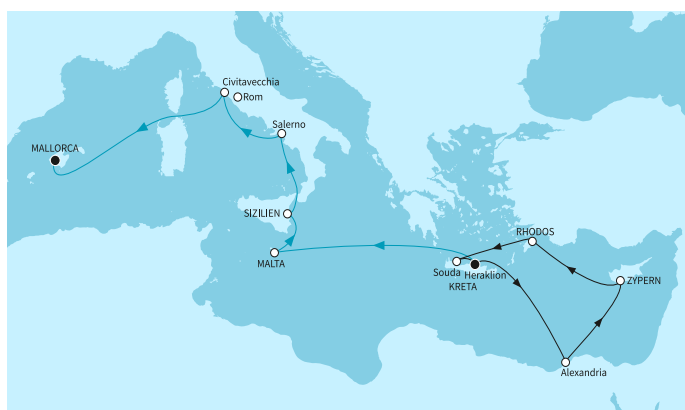 Civitavecchia
Rom
Salerno
MALLORCA
SIZILIEN
MALTA
RHODOS
Souda
Heraklion
KRETA
ZYPERN
Alexandria